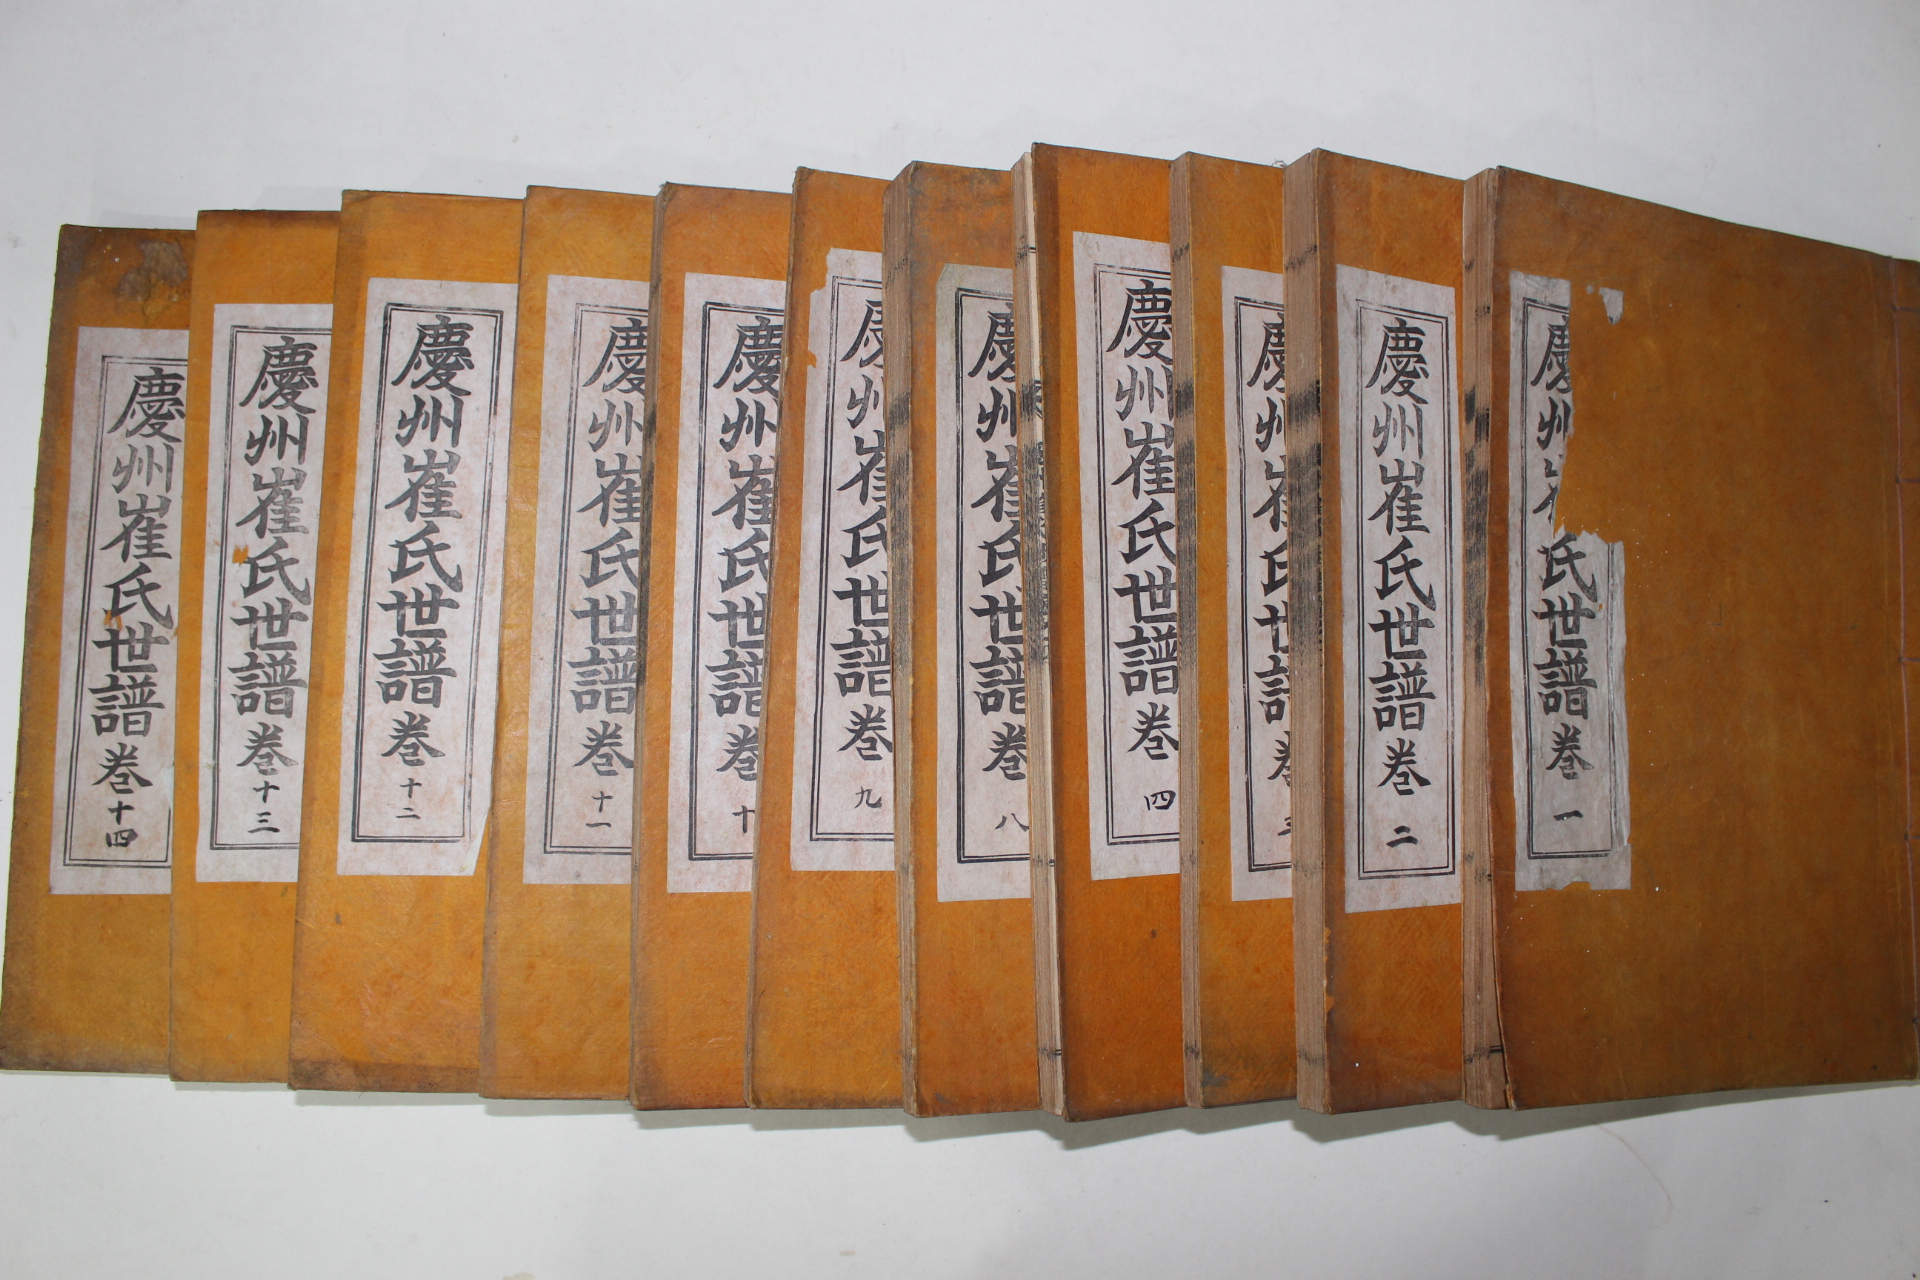 慶州崔氏世譜 卷一
慶州崔氏世譜 卷二
慶州崔氏世譜 卷三
慶州崔氏世譜 卷四
慶州崔氏世譜 卷八
慶州崔氏世譜 卷九
慶州崔氏世譜 卷十
慶州崔氏世譜 卷十一
慶州崔氏世譜 卷十二
慶州崔氏世譜 卷十三
慶州崔氏世譜 卷十四